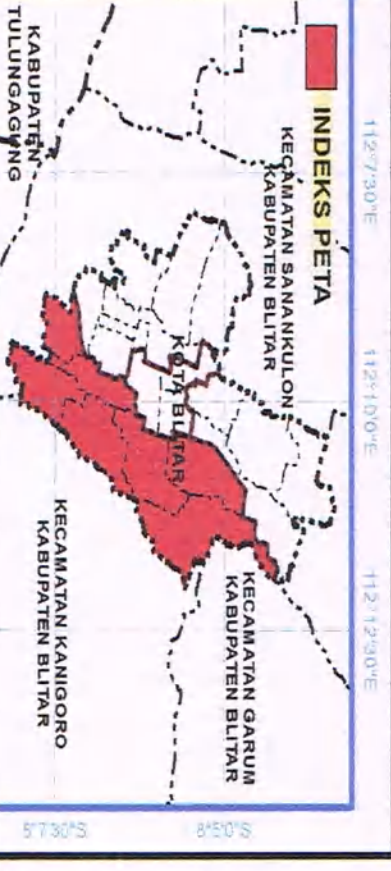 INDEKS PETA
112°7'30"E
112°10'0"E
112°12'30"E
KECAMATAN SANANKULON
KABUPATEN BLITAR
KOTA BLITAR
KECAMATAN GARUM
KABUPATEN BLITAR
KECAMATAN KANIGORO
KABUPATEN BLITAR
KABUPATEN
TULUNGAGUNG
8°5'0"S
8°7'30"S